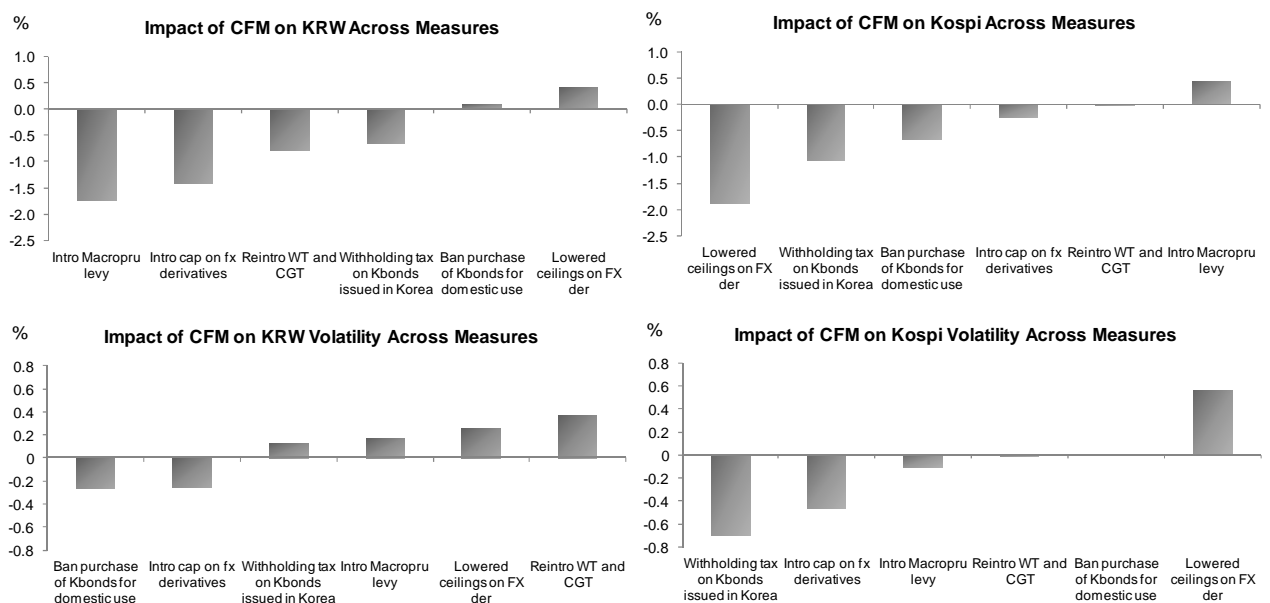 %
Impact of CFM on KRW Across Measures
1.0
0.5
0.0
-0.5
-1.0
-1.5
-2.0
-2.5
Intro Macropru Intro cap on fx Reintro WT and Withholding tax Ban purchase Lowered
levy derivatives CGT on Kbonds of Kbonds for ceilings on FX
issued in Korea domestic use der
%
Impact of CFM on Kospi Across Measures
1.0
0.5
0.0
-0.5
-1.0
-1.5
-2.0
-2.5
Lowered Withholding tax Ban purchase Intro cap on fx Reintro WT and Intro Macropru
ceilings on FX on Kbonds of Kbonds for derivatives CGT levy
der issued in Korea domestic use
%
Impact of CFM on KRW Volatility Across Measures
0.8
0.6
0.4
0.2
0
-0.2
-0.4
-0.6
-0.8
Ban purchase Intro cap on fx Withholding tax Intro Macropru Lowered Reintro WT and
of Kbonds for derivatives on Kbonds levy ceilings on FX CGT
domestic use issued in Korea der
%
Impact of CFM on Kospi Volatility Across Measures
0.8
0.6
0.4
0.2
0
-0.2
-0.4
-0.6
-0.8
Withholding tax Intro cap on fx Intro Macropru Reintro WT and Ban purchase Lowered
on Kbonds derivatives levy CGT of Kbonds for ceilings on FX
issued in Korea domestic use der